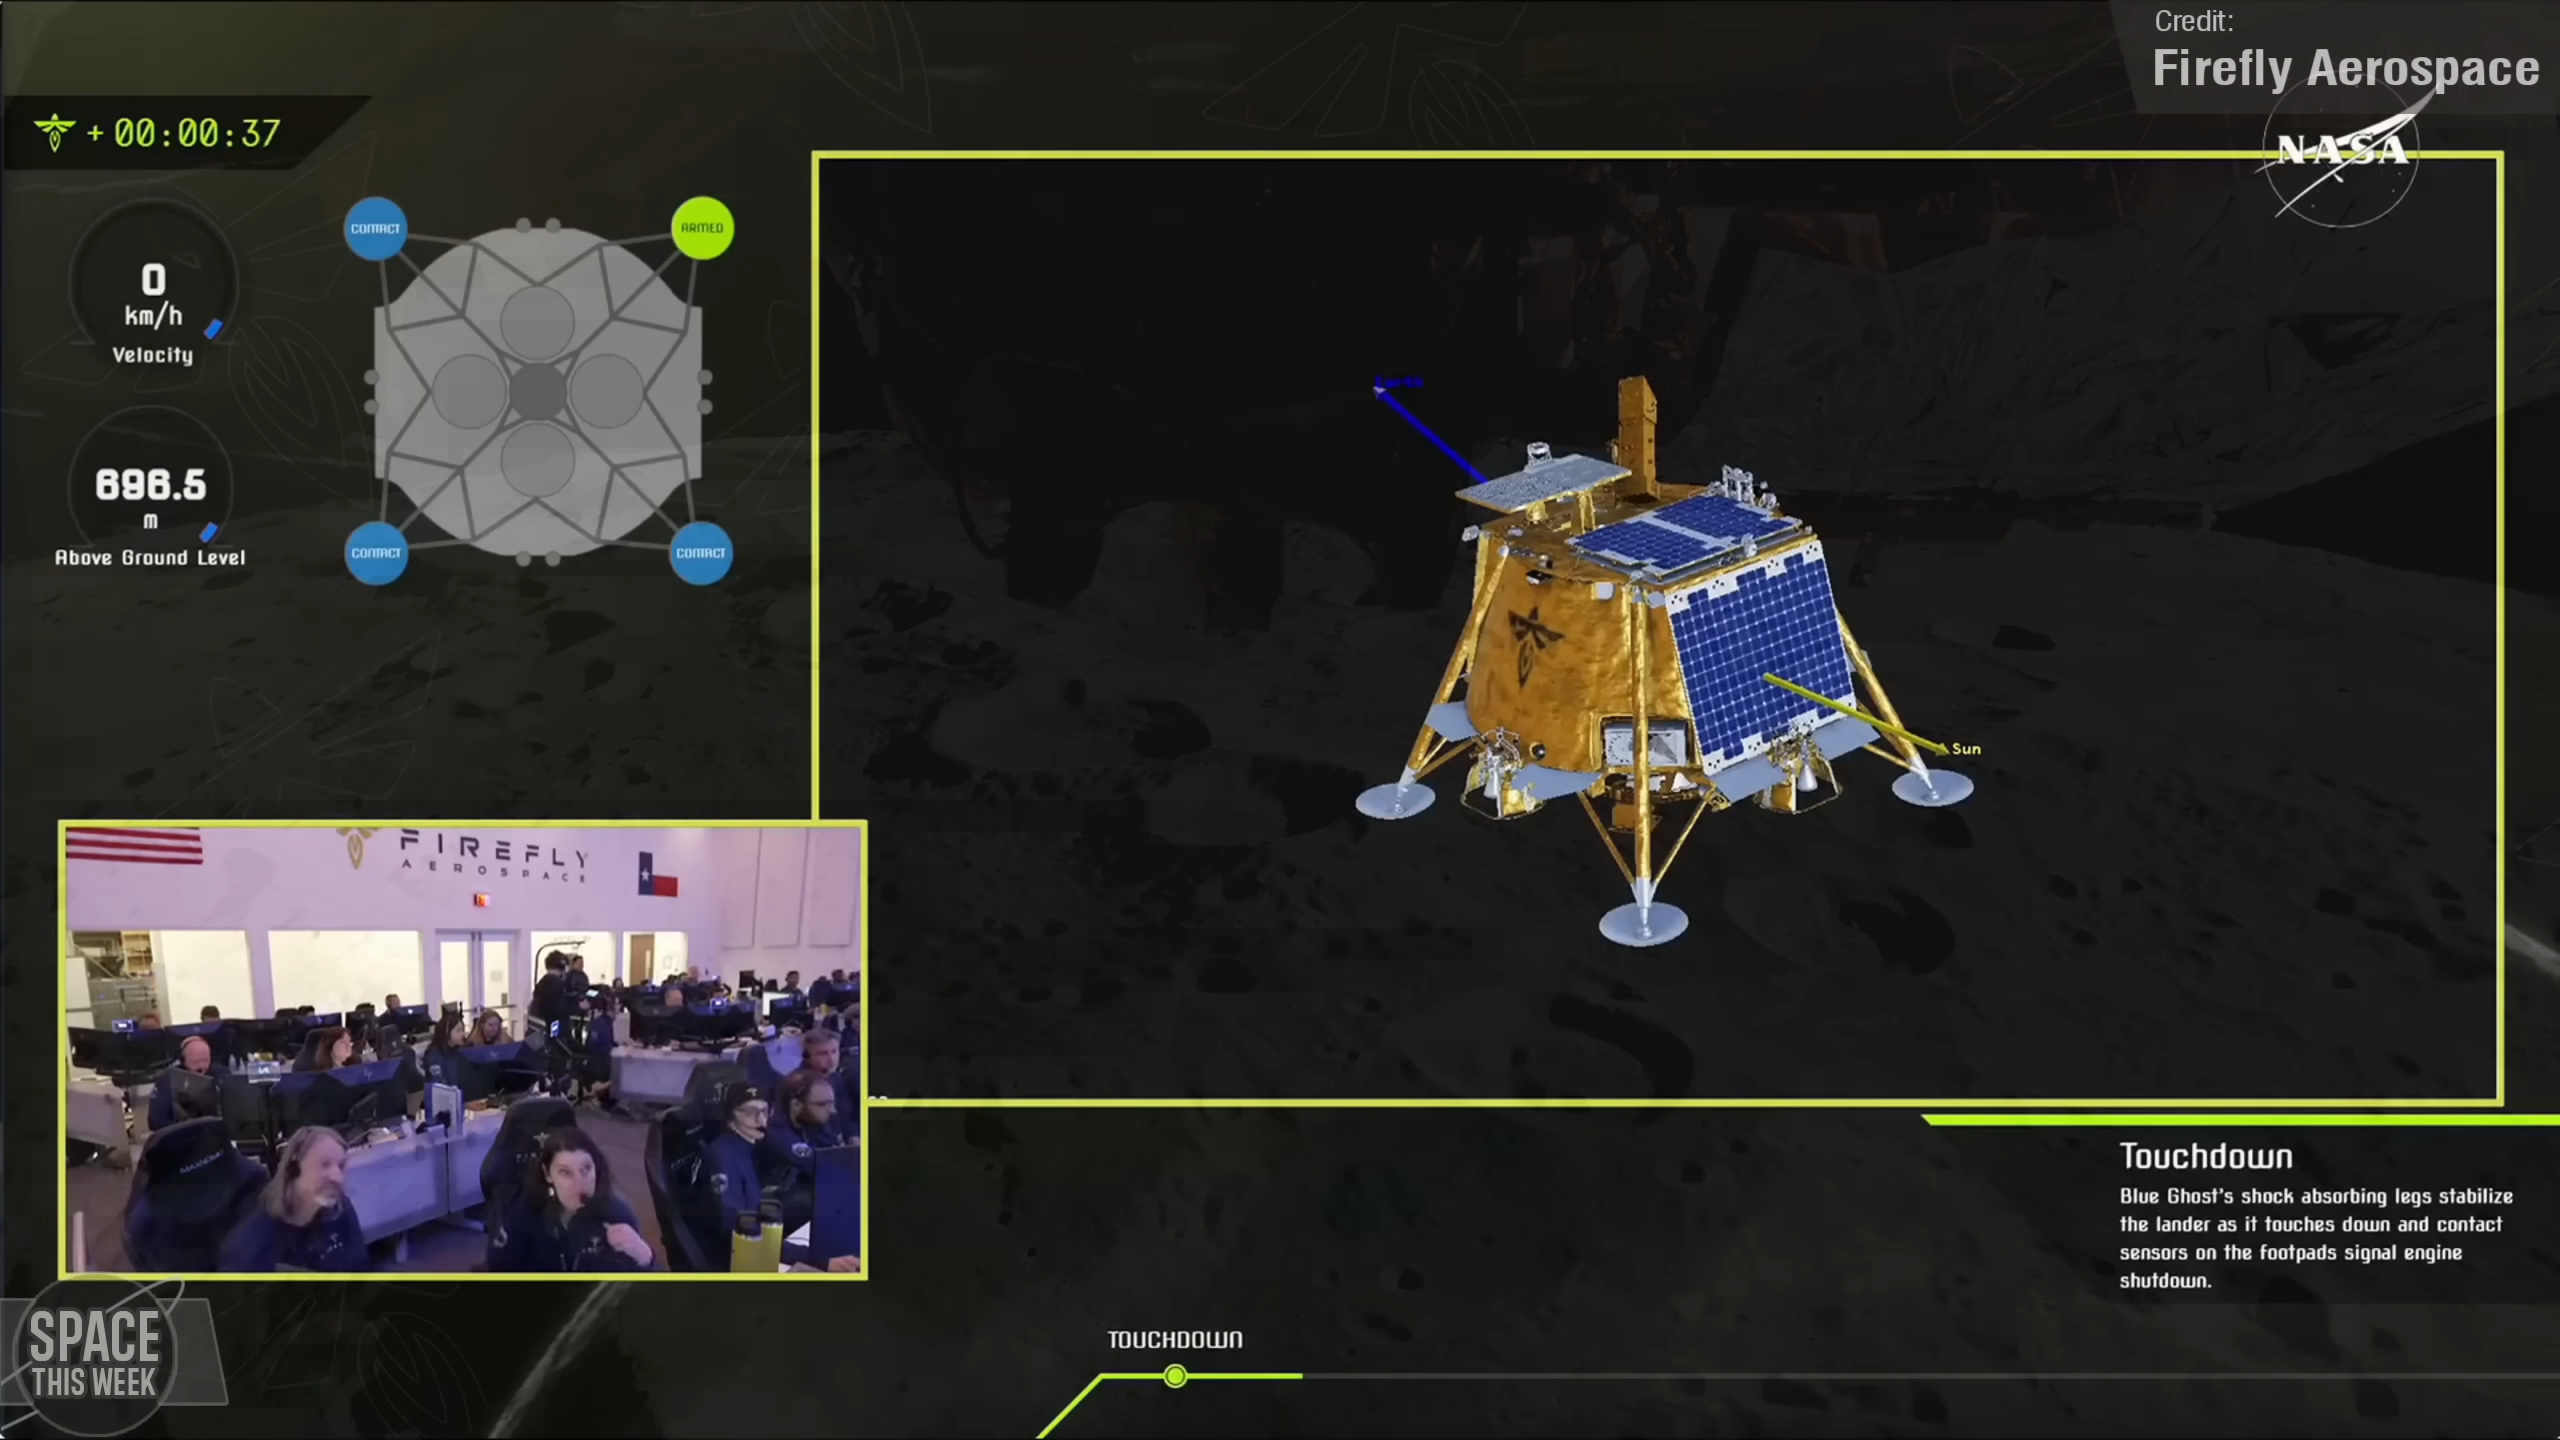 Credit:
Firefly Aerospace
NASA
+ 00:00:37
0
km/h
Velocity
696.5
m
Above Ground Level
CONTACT
ARMED
CONTACT
CONTACT
Earth
Sun
FIREFLY
AEROSPACE
Touchdown
Blue Ghost's shock absorbing legs stabilize
the lander as it touches down and contact
sensors on the footpads signal engine
shutdown.
TOUCHDOWN
SPACE
THIS WEEK